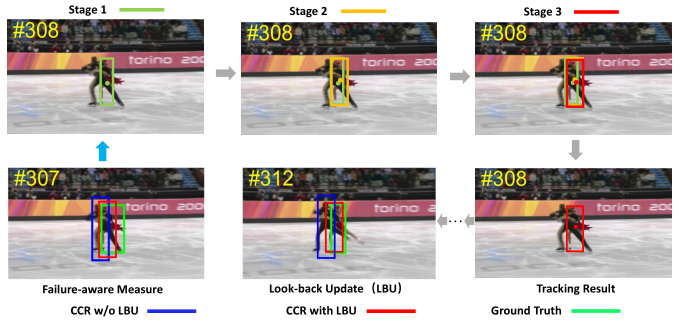 Stage 1
Stage 2
Stage 3
#308
torino 200
#308
torino 200
#308
torino 200
#307
torino 200
#312
torino 200
#308
torino 200
...
Failure-aware Measure
Look-back Update (LBU)
Tracking Result
CCR w/o LBU
CCR with LBU
Ground Truth